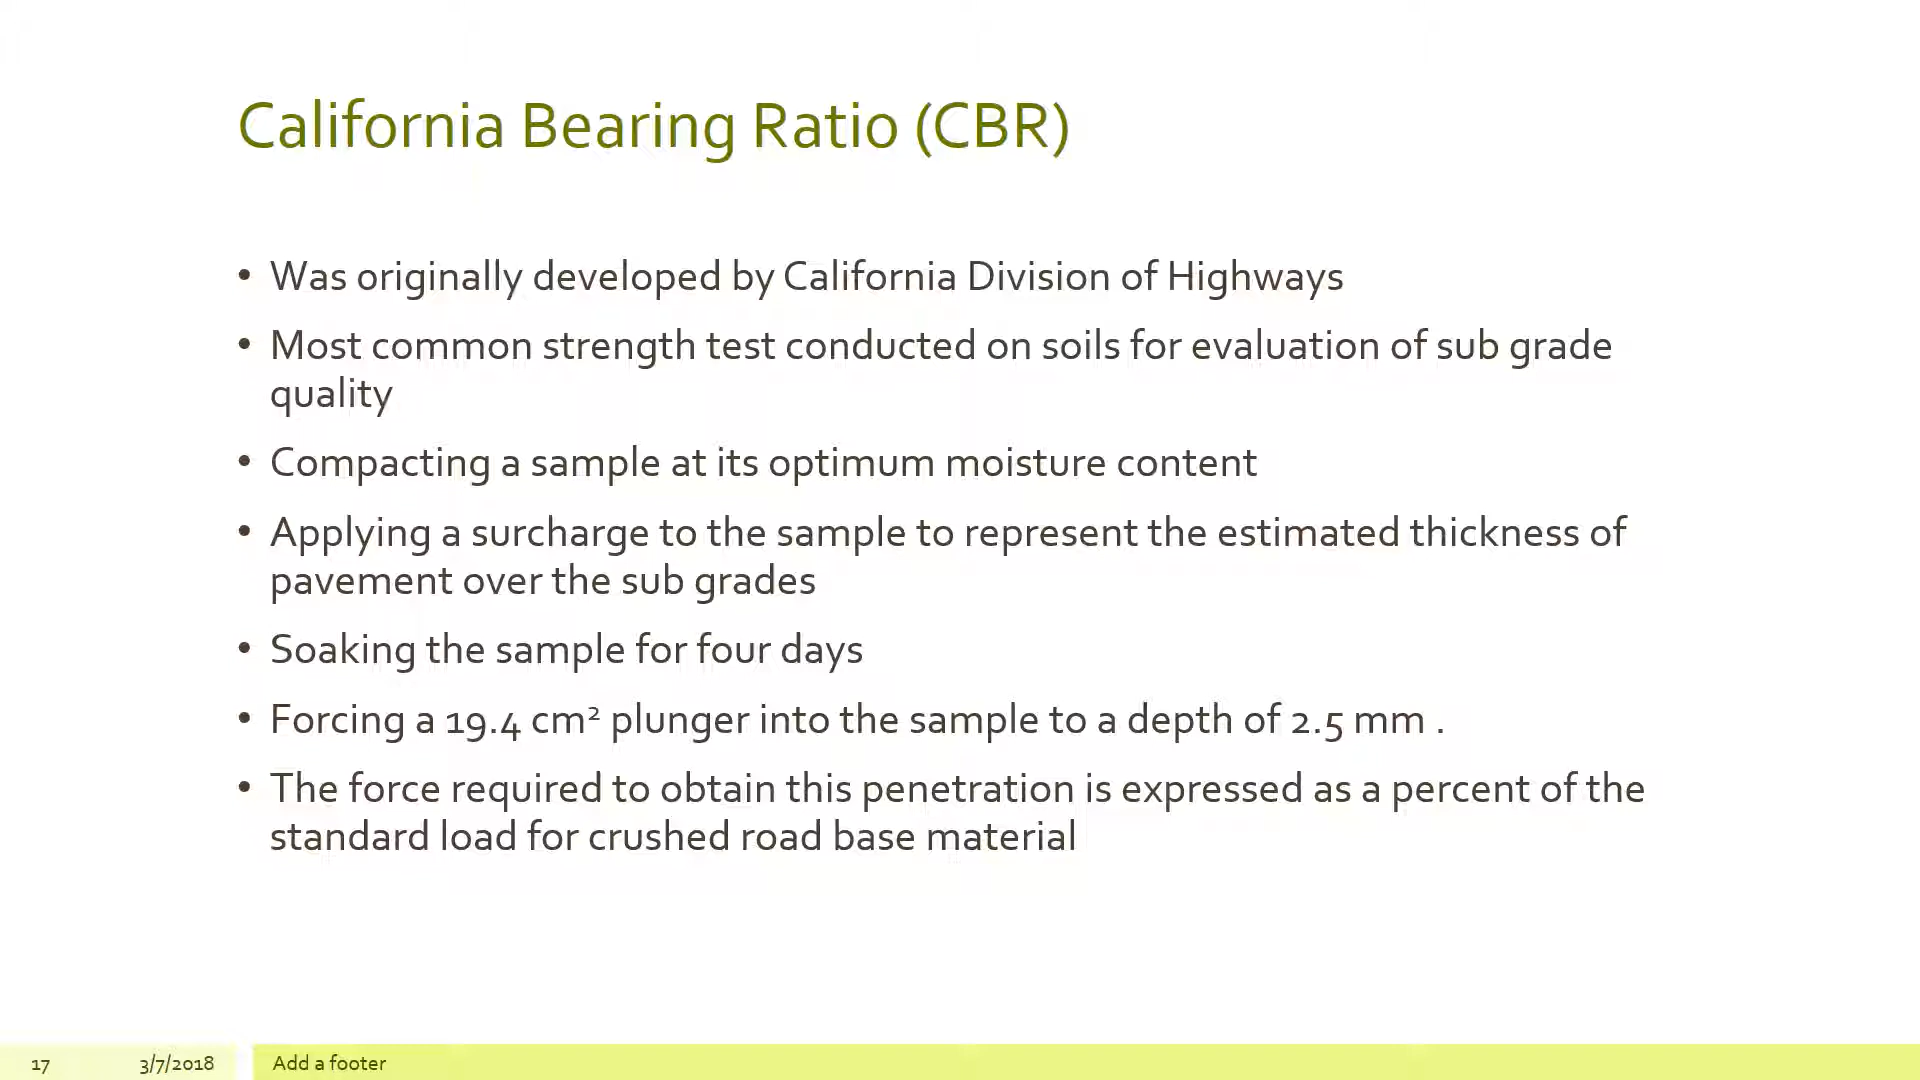 California Bearing Ratio (CBR)
• Was originally developed by California Division of Highways
• Most common strength test conducted on soils for evaluation of sub grade
quality
• Compacting a sample at its optimum moisture content
• Applying a surcharge to the sample to represent the estimated thickness of
pavement over the sub grades
• Soaking the sample for four days
• Forcing a 19.4 cm² plunger into the sample to a depth of 2.5 mm .
• The force required to obtain this penetration is expressed as a percent of the
standard load for crushed road base material
17 3/7/2018 Add a footer